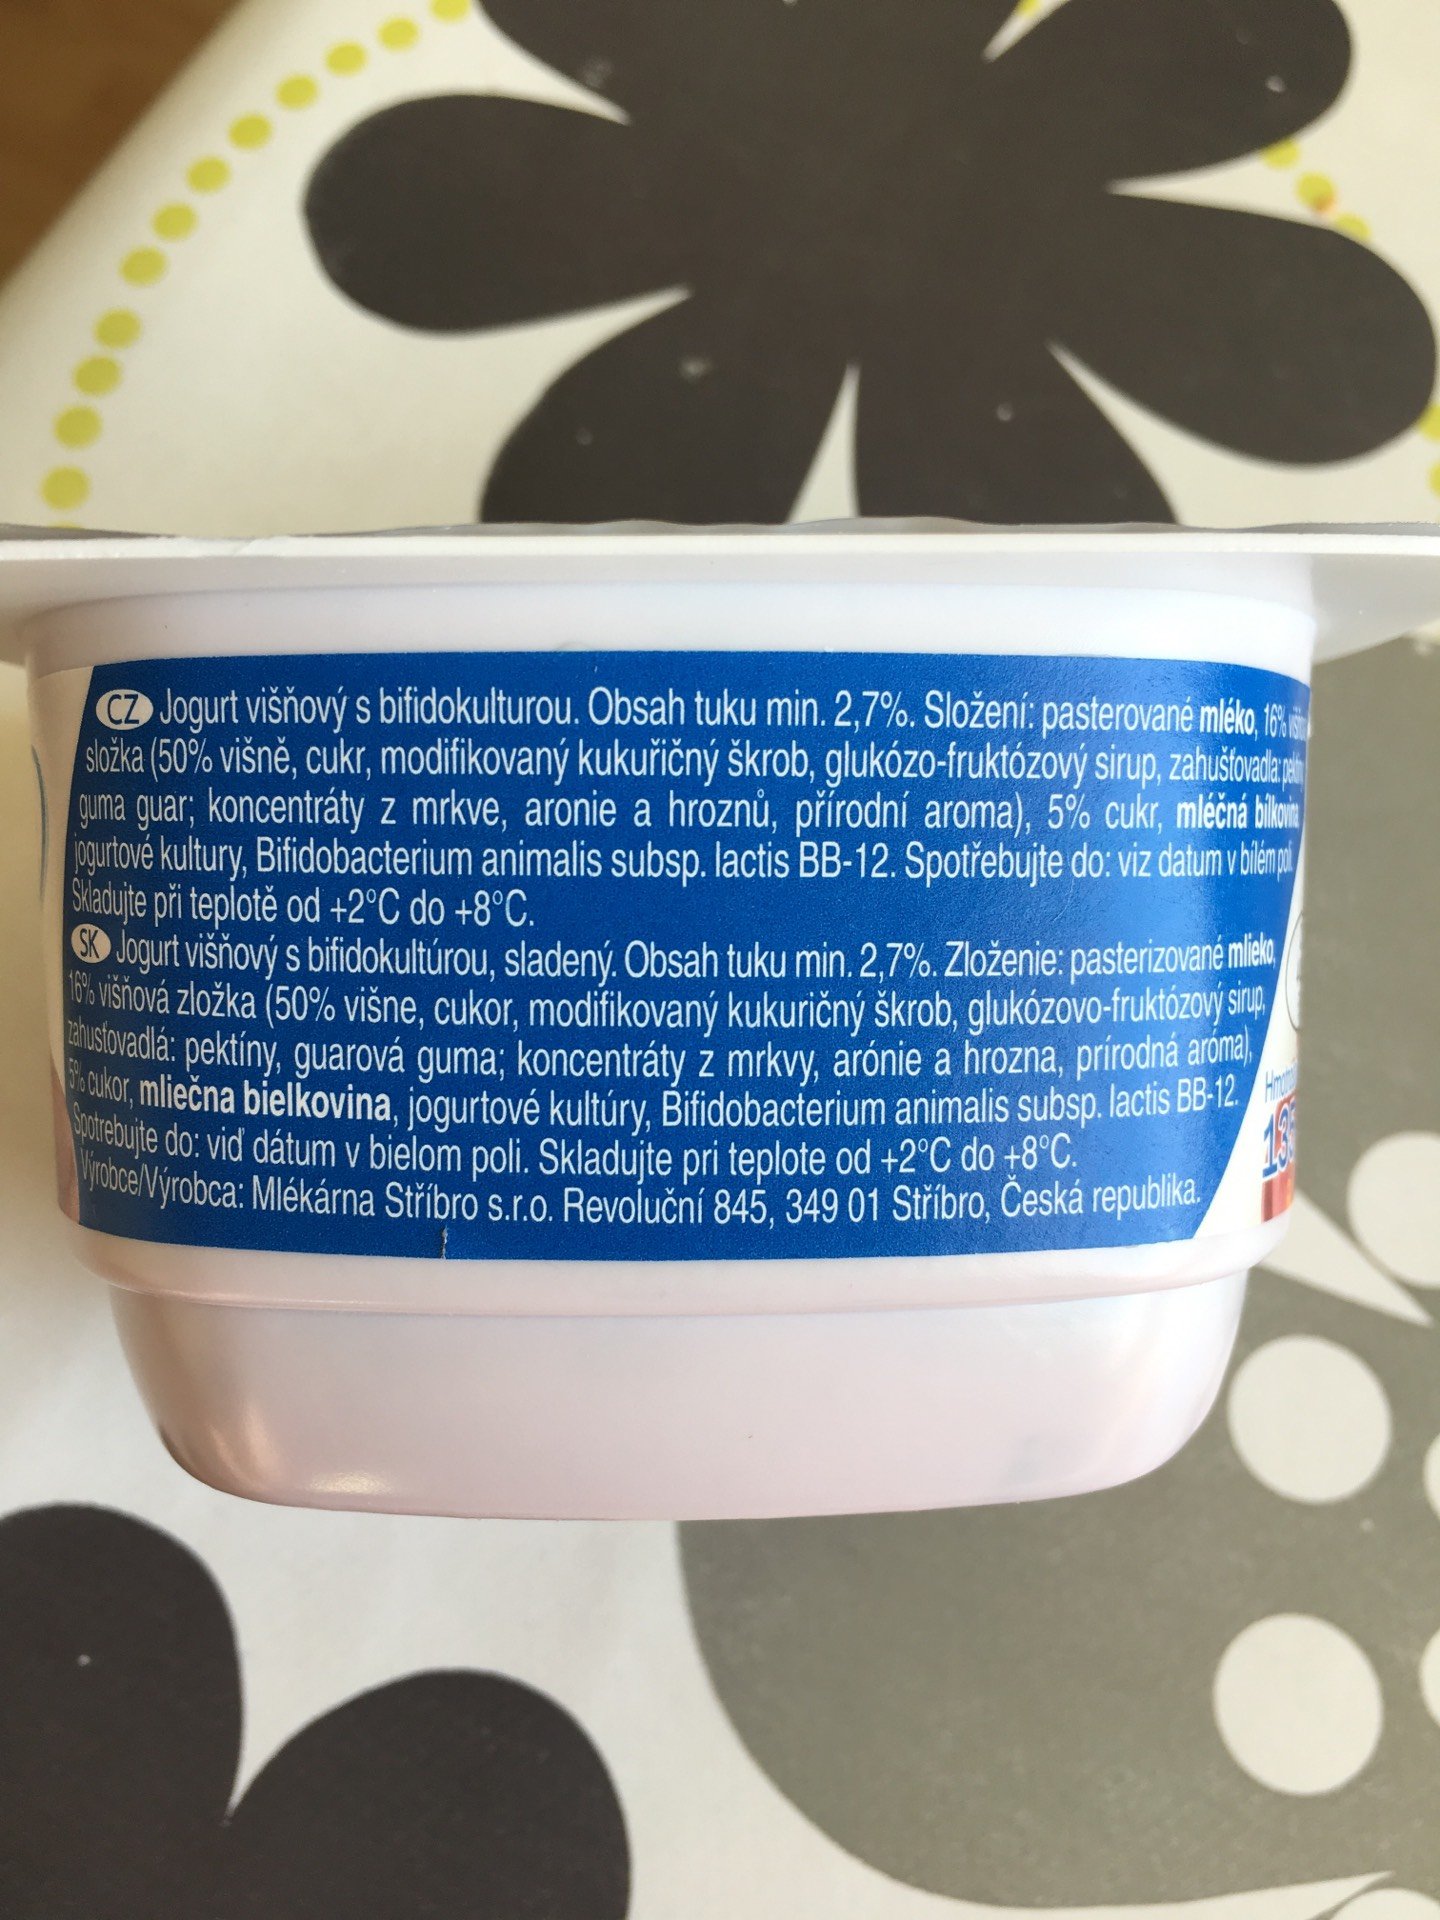 CZ Jogurt višňový s bifidokulturou. Obsah tuku min. 2,7%. Složení: pasterované mléko, 16%
složka (50% višně, cukr, modifikovaný kukuřičný škrob, glukózo-fruktózový sirup, zahušťovadla:
guma guar; koncentráty z mrkve, aronie a hroznů, přírodní aroma), 5% cukr, mléčná bílkovina
jogurtové kultury, Bifidobacterium animalis subsp. lactis BB-12. Spotřebujte do: viz datum v bílém poli.
Skladujte při teplotě od +2°C do +8°C.
SK Jogurt višňový s bifidokultúrou, sladený. Obsah tuku min. 2,7%. Zloženie: pasterizované mlieko,
16% višňová zložka (50% višne, cukor, modifikovaný kukuričný škrob, glukózovo-fruktózový sirup,
zahusťovadlá: pektíny, guarová guma; koncentráty z mrkvy, arónie a hrozna, prírodná aróma),
5% cukor, mliečna bielkovina, jogurtové kultúry, Bifidobacterium animalis subsp. lactis BB-12.
Spotrebujte do: viď dátum v bielom poli. Skladujte pri teplote od +2°C do +8°C.
Výrobce/Výrobca: Mlékárna Stříbro s.r.o. Revoluční 845, 349 01 Stříbro, Česká republika.